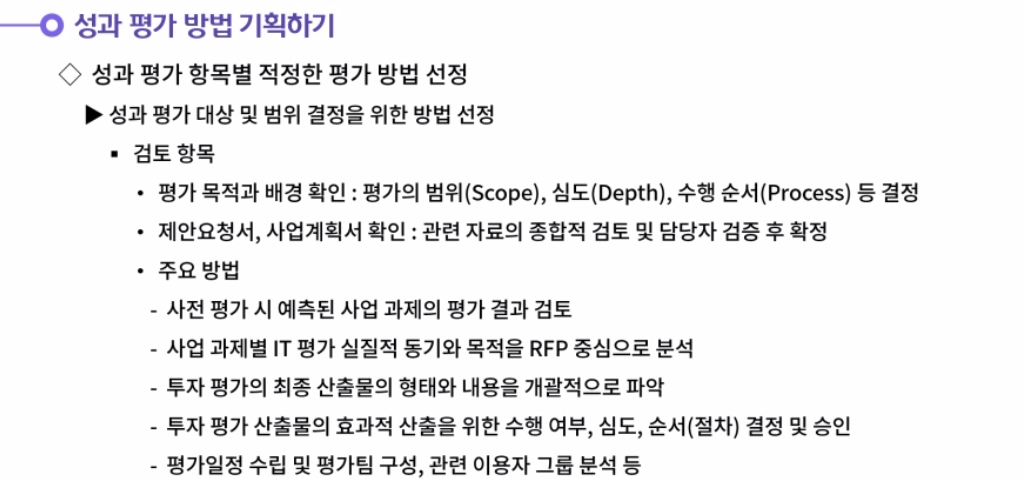 성과 평가 방법 기획하기
◇ 성과 평가 항목별 적정한 평가 방법 선정
▶ 성과 평가 대상 및 범위 결정을 위한 방법 선정
▪ 검토 항목
• 평가 목적과 배경 확인 : 평가의 범위(Scope), 심도(Depth), 수행 순서(Process) 등 결정
• 제안요청서, 사업계획서 확인 : 관련 자료의 종합적 검토 및 담당자 검증 후 확정
• 주요 방법
- 사전 평가 시 예측된 사업 과제의 평가 결과 검토
- 사업 과제별 IT 평가 실질적 동기와 목적을 RFP 중심으로 분석
- 투자 평가의 최종 산출물의 형태와 내용을 개괄적으로 파악
- 투자 평가 산출물의 효과적 산출을 위한 수행 여부, 심도, 순서(절차) 결정 및 승인
- 평가일정 수립 및 평가팀 구성, 관련 이용자 그룹 분석 등